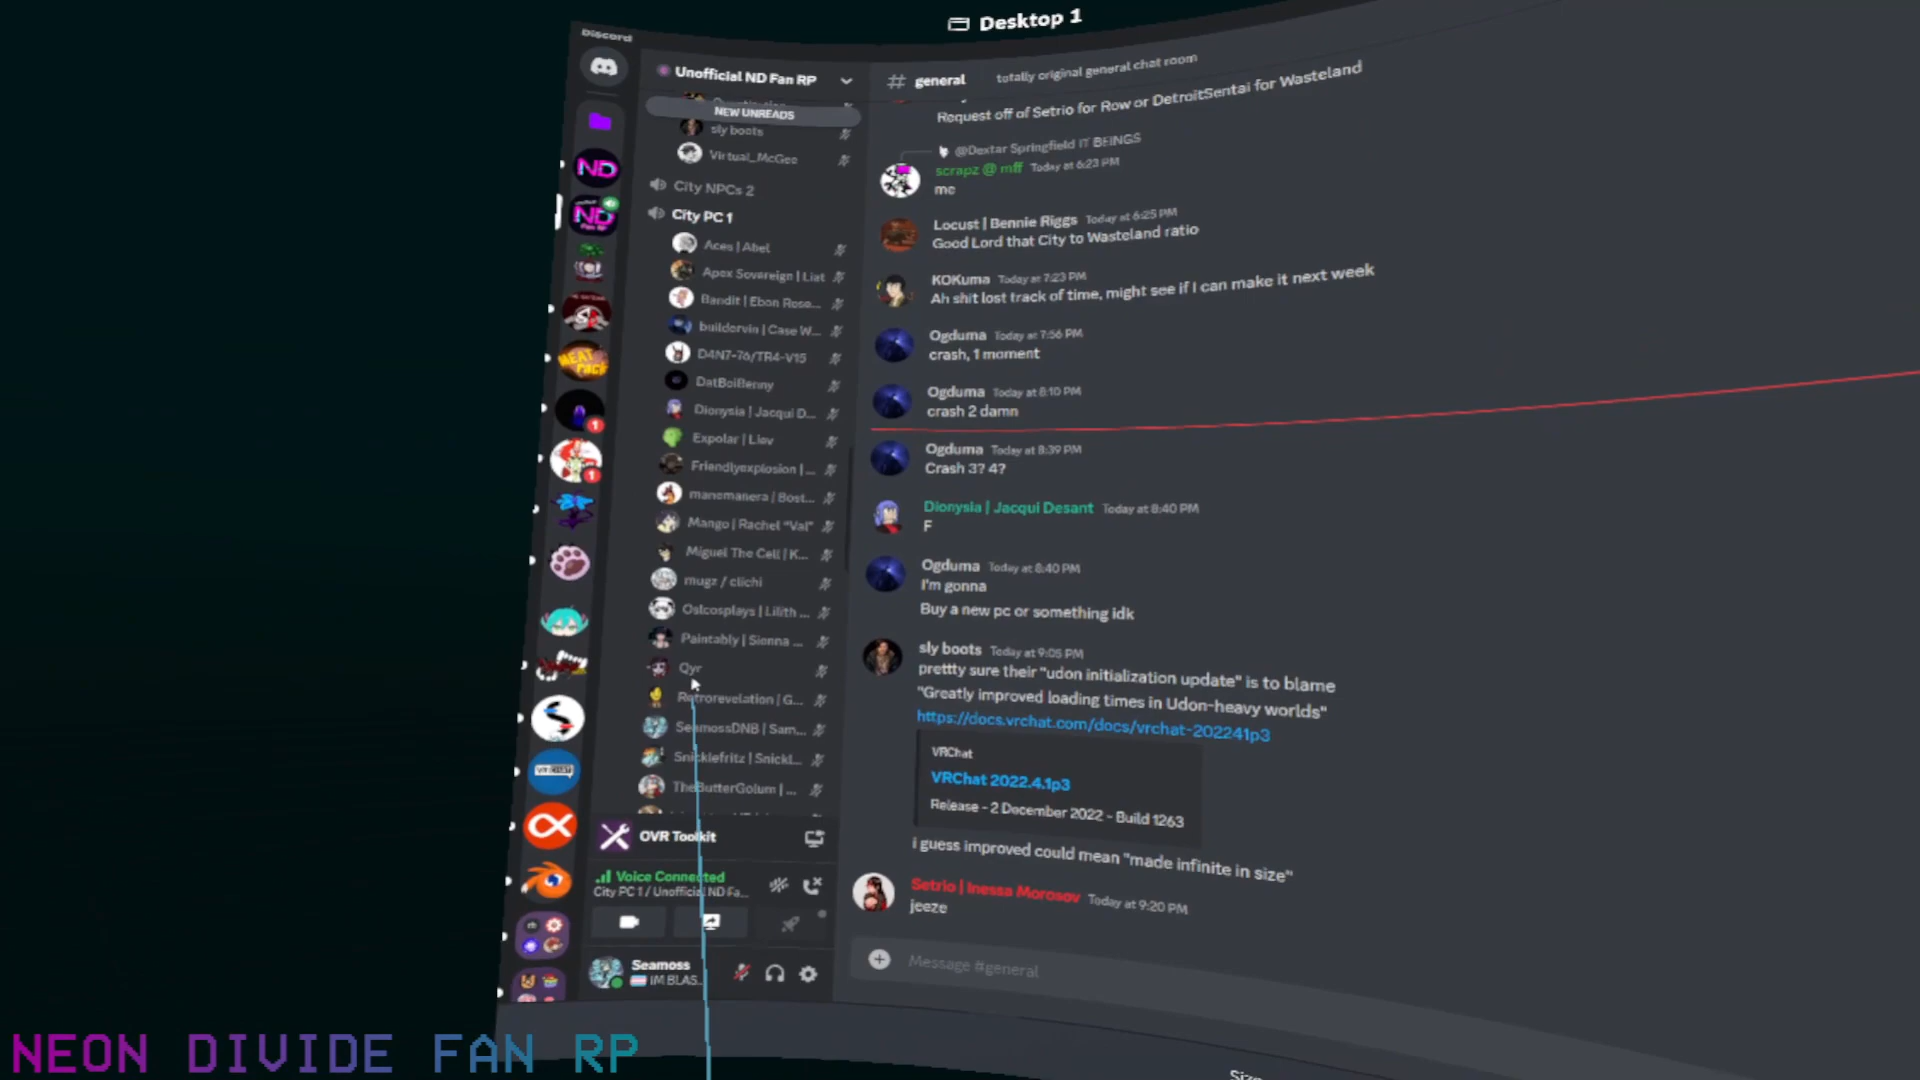 Desktop 1
Discord
Unofficial ND Fan RP
NEW UNREADS
sly boots
Virtual_McGee
City NPCs 2
City PC 1
Aces | Abel
Apex Sovereign | Liat
Bandit | Ebon Rose...
buildervin | Case W...
D4N7-76/TR4-V15
DatBoiBenny
Dionysia | Jacqui D...
Expolar | Liev
Friendlyexplosion | ...
manemanera | Bost...
Mango | Rachel "Val"
Miguel The Cell | K...
mugz / clichi
Oslcosplays | Lilith ...
Paintably | Sienna ...
Qyr
Retrorevelation | G...
SeamossDNB | Sam...
Snicklefritz | Snickl...
TheButterGolum | ...
OVR Toolkit
Voice Connected
City PC 1 / Unofficial ND Fa...
Seamoss
IM BLAS...
# general
totally original general chat room
Request off of Setrio for Row or DetroitSentai for Wasteland
@Dextar Springfield IT BEINGS
scrapz @ mff Today at 6:23 PM
me
Locust | Bennie Riggs Today at 6:25 PM
Good Lord that City to Wasteland ratio
KOKuma Today at 7:23 PM
Ah shit lost track of time, might see if I can make it next week
Ogduma Today at 7:56 PM
crash, 1 moment
Ogduma Today at 8:10 PM
crash 2 damn
Ogduma Today at 8:39 PM
Crash 3? 4?
Dionysia | Jacqui Desant Today at 8:40 PM
F
Ogduma Today at 8:40 PM
I'm gonna
Buy a new pc or something idk
sly boots Today at 9:05 PM
prettty sure their "udon initialization update" is to blame
"Greatly improved loading times in Udon-heavy worlds"
https://docs.vrchat.com/docs/vrchat-202241p3
VRChat
VRChat 2022.4.1p3
Release - 2 December 2022 - Build 1263
i guess improved could mean "made infinite in size"
Setrio | Inessa Morosov Today at 9:20 PM
jeeze
Message #general
ND
ND
Fan RP
MEAT
rack
1
1
VRCHAT
NEON DIVIDE FAN RP